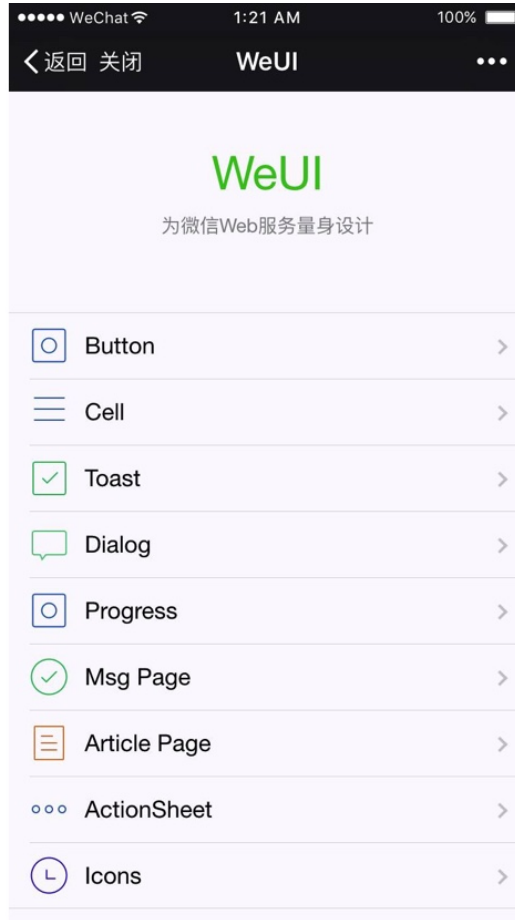 WeChat 1:21 AM 100%
返回 关闭 WeUI
WeUI
为微信Web服务量身设计
Button
Cell
Toast
Dialog
Progress
Msg Page
Article Page
ActionSheet
Icons